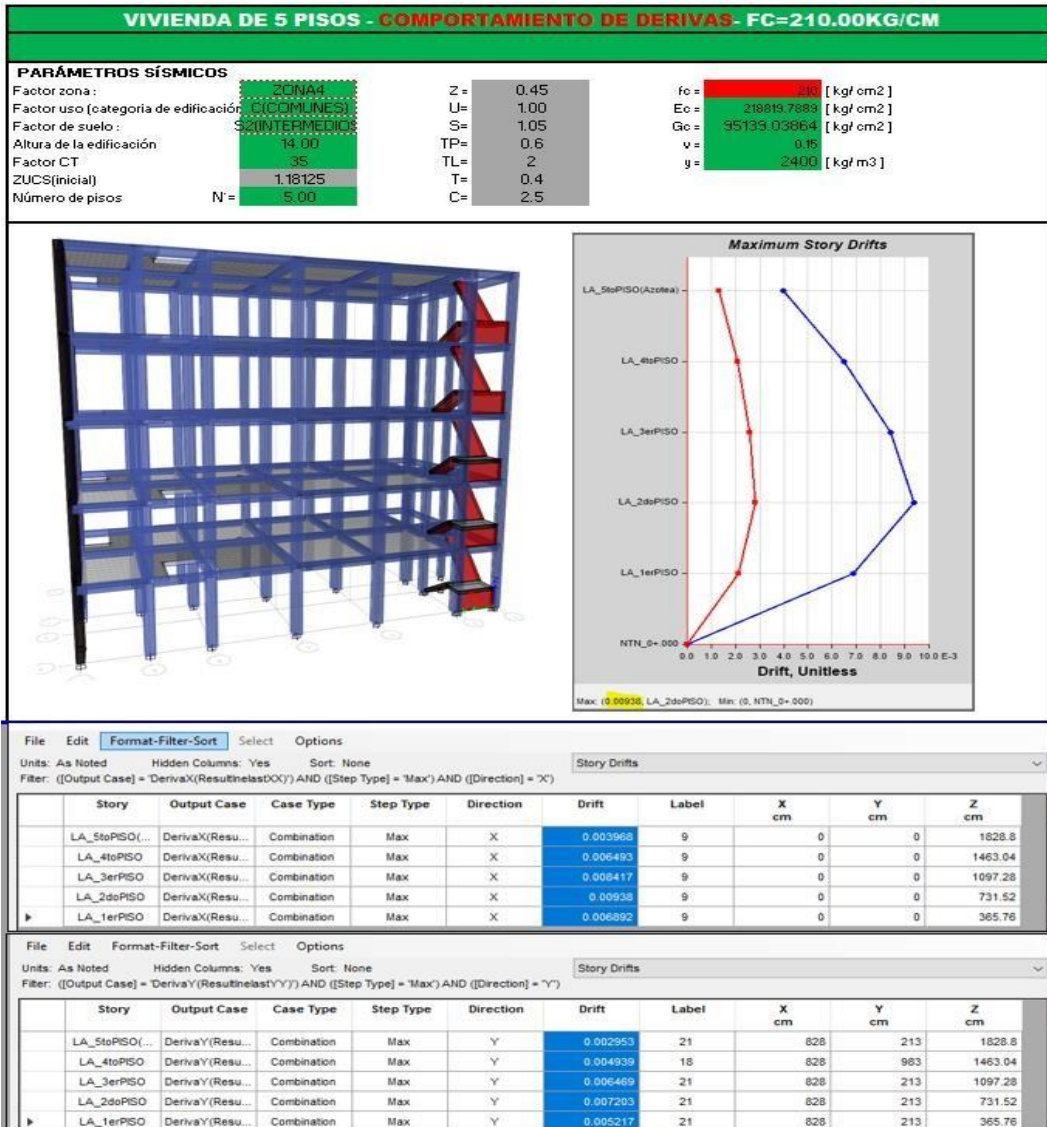 VIVIENDA DE 5 PISOS - COMPORTAMIENTO DE DERIVAS- FC=210.00KG/CM
PARÁMETROS SÍSMICOS
Factor zona : ZONA4 Z = 0.45 fc = 210 [ kg/ cm2 ]
Factor uso (categoria de edificación C(COMUNES) U= 1.00 Ec = 218819.7889 [ kg/ cm2 ]
Factor de suelo : S2(INTERMEDIOS S= 1.05 Gc = 95139.03864 [ kg/ cm2 ]
Altura de la edificación 14.00 TP= 0.6 v = 0.15
Factor CT 35 TL= 2 y = 2400 [ kg/ m3 ]
ZUCS(inicial) 1.18125 T= 0.4
Número de pisos N°= 5.00 C= 2.5
Maximum Story Drifts
LA_5toPISO(Azotea)
LA_4toPISO
LA_3erPISO
LA_2doPISO
LA_1erPISO
NTN_0+.000
0.0 1.0 2.0 3.0 4.0 5.0 6.0 7.0 8.0 9.0 10.0 E-3
Drift, Unitless
Max: (0.00938, LA_2doPISO); Min: (0, NTN_0+.000)
File Edit Format-Filter-Sort Select Options
Units: As Noted Hidden Columns: Yes Sort: None Story Drifts
Filter: ([Output Case] = 'DerivaX(ResultInelastXX)') AND ([Step Type] = 'Max') AND ([Direction] = 'X')
Story Output Case Case Type Step Type Direction Drift Label X Y Z
cm cm cm
LA_5toPISO(... DerivaX(Resu... Combination Max X 0.003968 9 0 0 1828.8
LA_4toPISO DerivaX(Resu... Combination Max X 0.006493 9 0 0 1463.04
LA_3erPISO DerivaX(Resu... Combination Max X 0.008417 9 0 0 1097.28
LA_2doPISO DerivaX(Resu... Combination Max X 0.00938 9 0 0 731.52
LA_1erPISO DerivaX(Resu... Combination Max X 0.006892 9 0 0 365.76
File Edit Format-Filter-Sort Select Options
Units: As Noted Hidden Columns: Yes Sort: None Story Drifts
Filter: ([Output Case] = 'DerivaY(ResultInelastYY)') AND ([Step Type] = 'Max') AND ([Direction] = 'Y')
Story Output Case Case Type Step Type Direction Drift Label X Y Z
cm cm cm
LA_5toPISO(... DerivaY(Resu... Combination Max Y 0.002953 21 828 213 1828.8
LA_4toPISO DerivaY(Resu... Combination Max Y 0.004939 18 828 983 1463.04
LA_3erPISO DerivaY(Resu... Combination Max Y 0.006469 21 828 213 1097.28
LA_2doPISO DerivaY(Resu... Combination Max Y 0.007203 21 828 213 731.52
LA_1erPISO DerivaY(Resu... Combination Max Y 0.005217 21 828 213 365.76